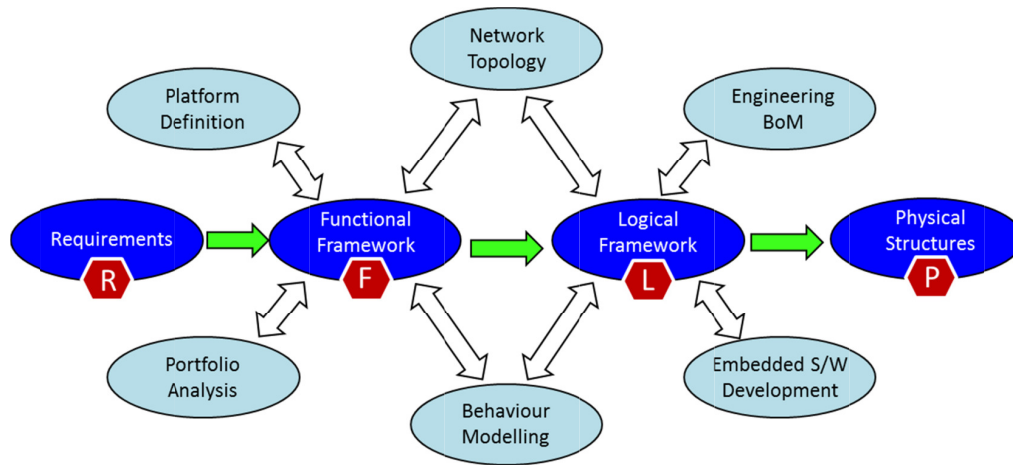 Network
Topology
Platform
Definition
Engineering
BoM
Requirements
R
Functional
Framework
F
Logical
Framework
L
Physical
Structures
P
Portfolio
Analysis
Behaviour
Modelling
Embedded S/W
Development